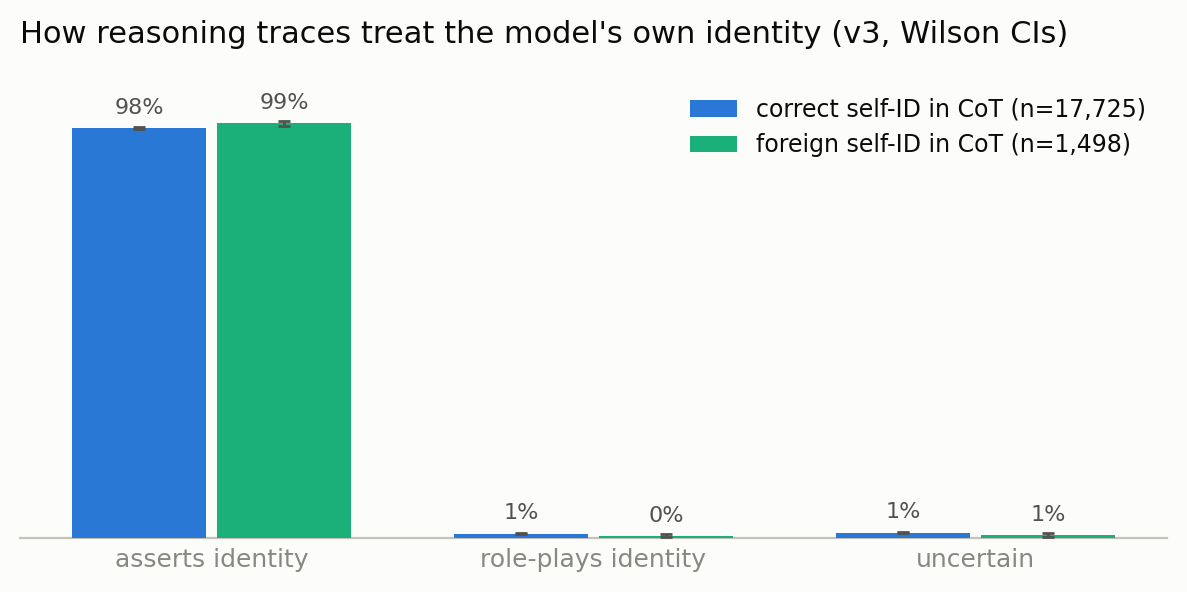 How reasoning traces treat the model's own identity (v3, Wilson CIs)
correct self-ID in CoT (n=17,725)
foreign self-ID in CoT (n=1,498)
98%
99%
1%
0%
1%
1%
asserts identity
role-plays identity
uncertain